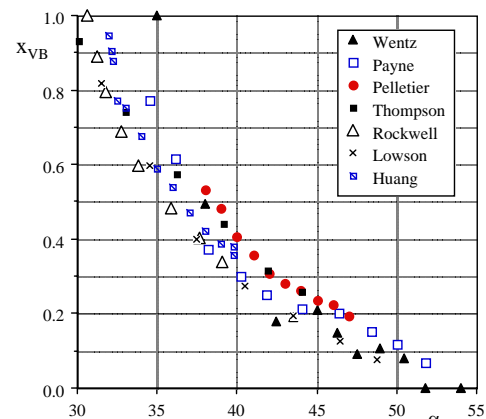 1.0
x_VB
0.8
0.6
0.4
0.2
0.0
Wentz
Payne
Pelletier
Thompson
Rockwell
Lowson
Huang
30 35 40 45 50 55